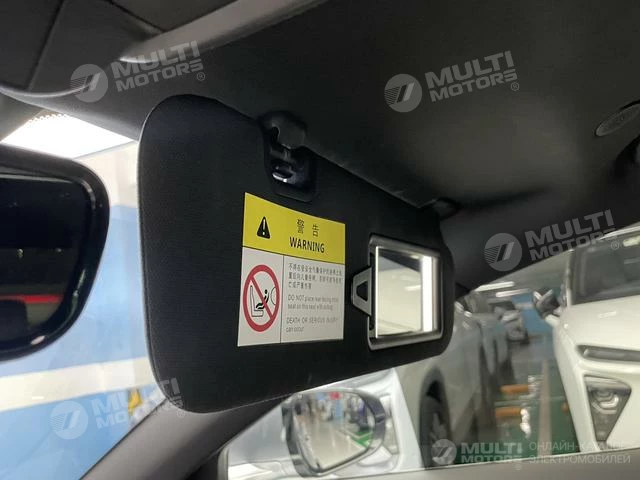 MULTI
MOTORS
MULTI
MOTORS
警告
WARNING
DO NOT place rear-facing child
seat on this seat with airbag
DEATH OR SERIOUS INJURY
can occur.
MULTI
MOTORS
MULTI
MOTORS
MULTI
MOTORS
ОНЛАЙН-КА
ЭЛЕКТРОМОБИЛЕЙ